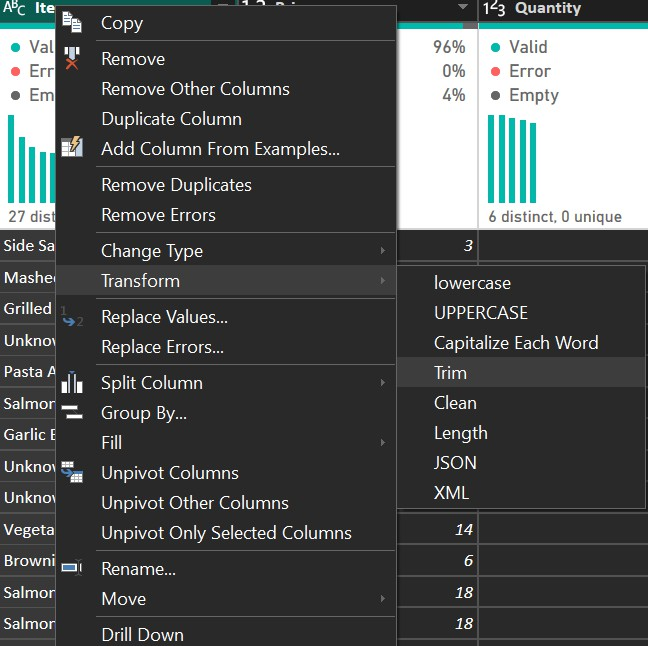 ABC Ite
123 Quantity
Copy
Remove
Remove Other Columns
Duplicate Column
Add Column From Examples...
Remove Duplicates
Remove Errors
Change Type
Transform
Replace Values...
Replace Errors...
Split Column
Group By...
Fill
Unpivot Columns
Unpivot Other Columns
Unpivot Only Selected Columns
Rename...
Move
Drill Down
lowercase
UPPERCASE
Capitalize Each Word
Trim
Clean
Length
JSON
XML
Val
Err
Em
27 dist
96%
0%
4%
Valid
Error
Empty
6 distinct, 0 unique
Side Sa
3
Mashe
Grilled
Unknov
Pasta A
Salmor
Garlic B
Unknov
Unknov
Vegeta
14
Browni
6
Salmor
18
Salmor
18